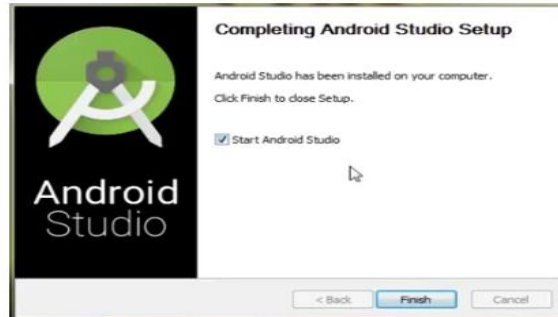 Completing Android Studio Setup
Android Studio has been installed on your computer.
Click Finish to close Setup.
Start Android Studio
Android
Studio
< Back Finish Cancel